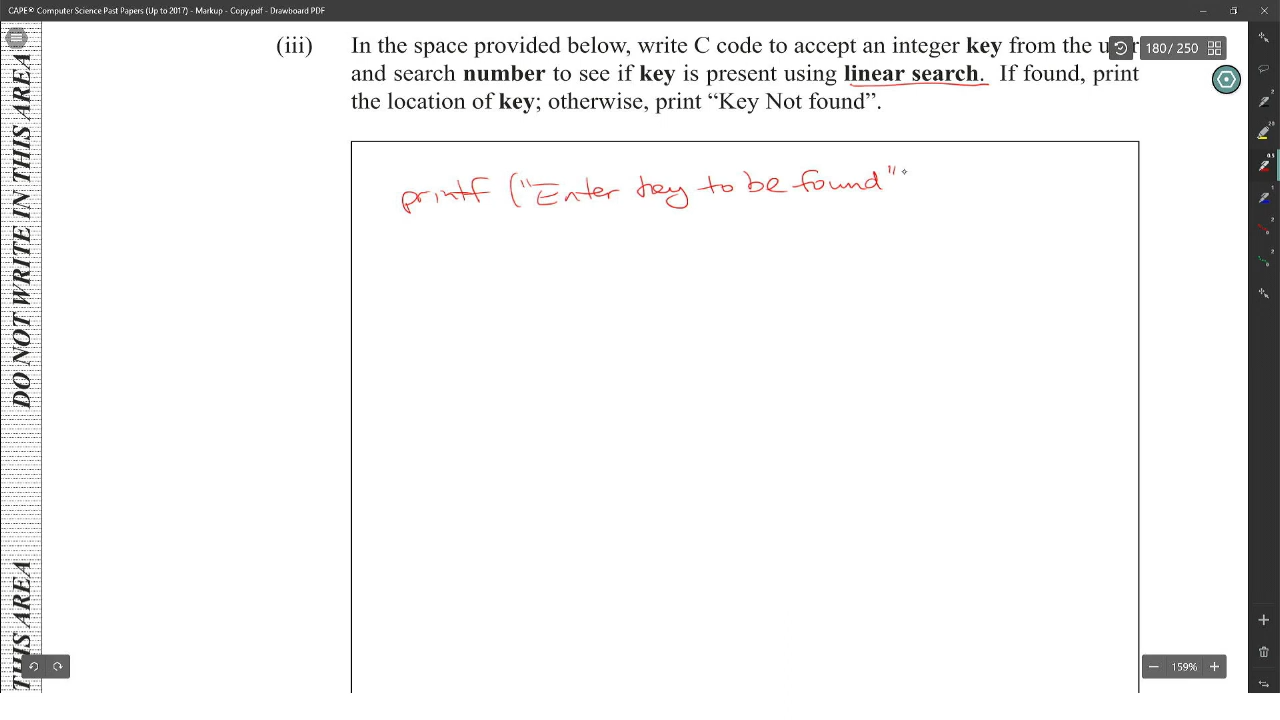 CAPE® Computer Science Past Papers (Up to 2017) - Markup - Copy.pdf - Drawboard PDF
(iii) In the space provided below, write C code to accept an integer key from the
and search number to see if key is present using linear search. If found, print
the location of key; otherwise, print “Key Not found”.
180 / 250
printf ("Enter key to be found"
DO NOT WRITE IN THIS AREA
THIS AREA
159%